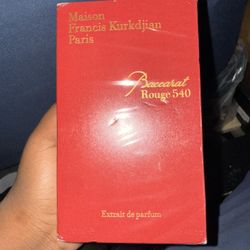 Maison
Francis Kurkdjian
Paris
Baccarat
Rouge 540
Extrait de parfum